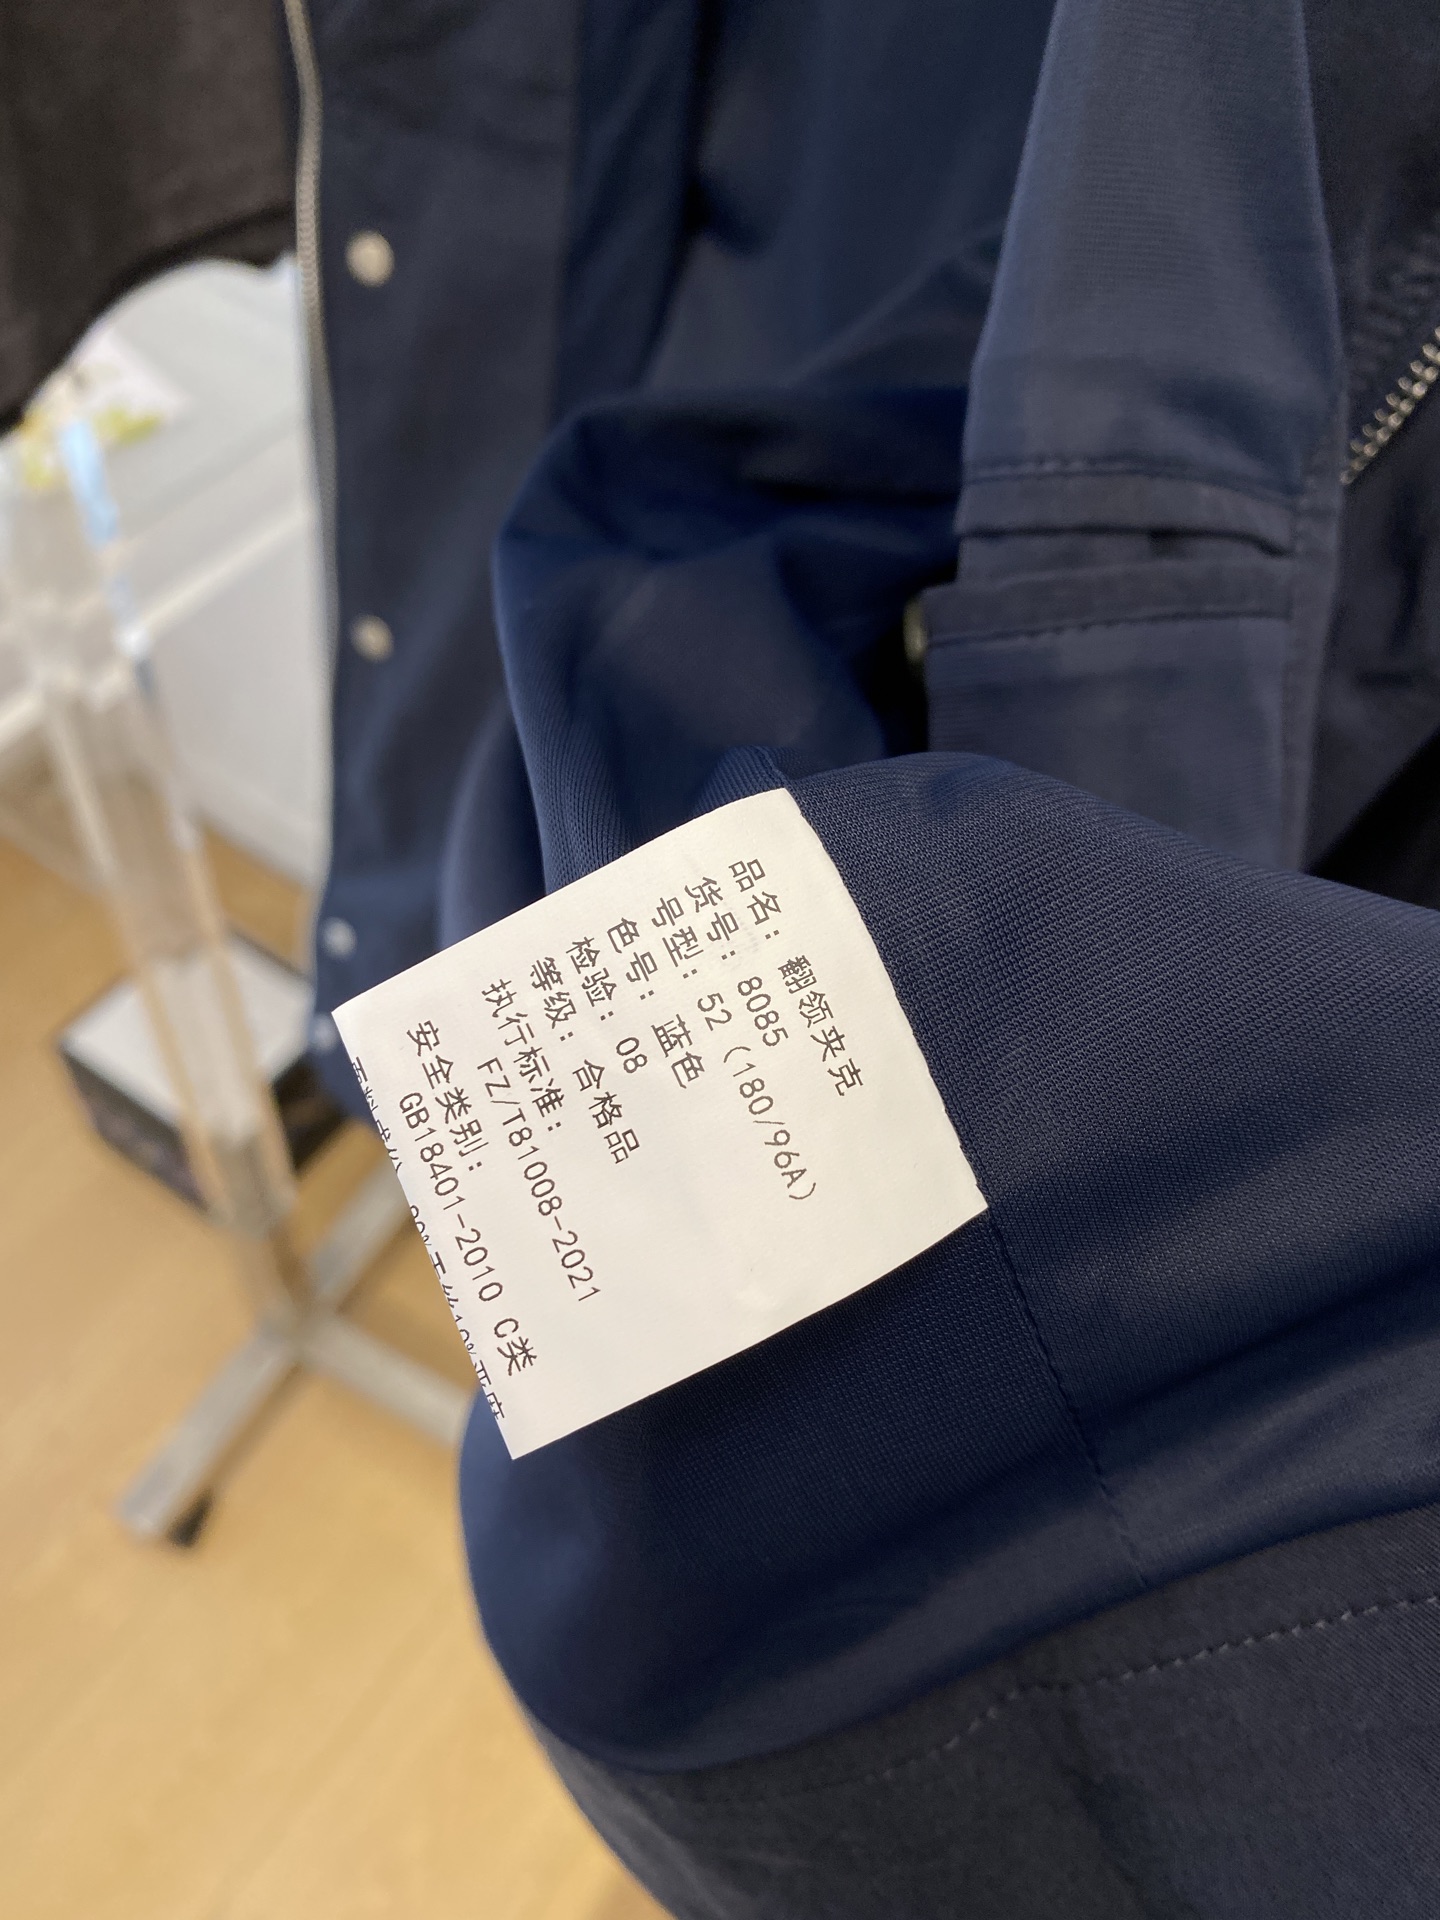 品名：翻领夹克
货号：8085
号型：52（180/96A）
色号：蓝色
检验：08
等级：合格品
执行标准：
FZ/T81008-2021
安全类别：
GB18401-2010 C类